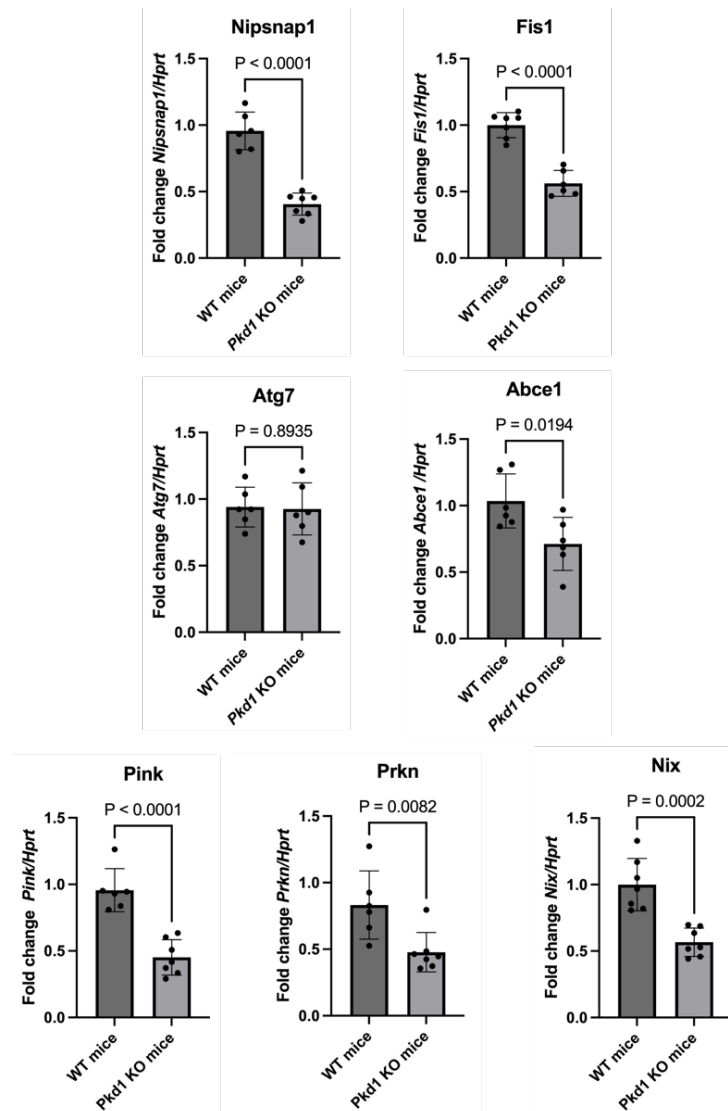 Nipsnap1
P < 0.0001
Fold change Nipsnap1/Hprt
1.5
1.0
0.5
0.0
WT mice
Pkd1 KO mice
Fis1
P < 0.0001
Fold change Fis1/Hprt
1.5
1.0
0.5
0.0
WT mice
Pkd1 KO mice
Atg7
P = 0.8935
Fold change Atg7/Hprt
1.5
1.0
0.5
0.0
WT mice
Pkd1 KO mice
Abce1
P = 0.0194
Fold change Abce1 /Hprt
1.5
1.0
0.5
0.0
WT mice
Pkd1 KO mice
Pink
P < 0.0001
Fold change Pink/Hprt
1.5
1.0
0.5
0.0
WT mice
Pkd1 KO mice
Prkn
P = 0.0082
Fold change Prkn/Hprt
1.5
1.0
0.5
0.0
WT mice
Pkd1 KO mice
Nix
P = 0.0002
Fold change Nix/Hprt
1.5
1.0
0.5
0.0
WT mice
Pkd1 KO mice